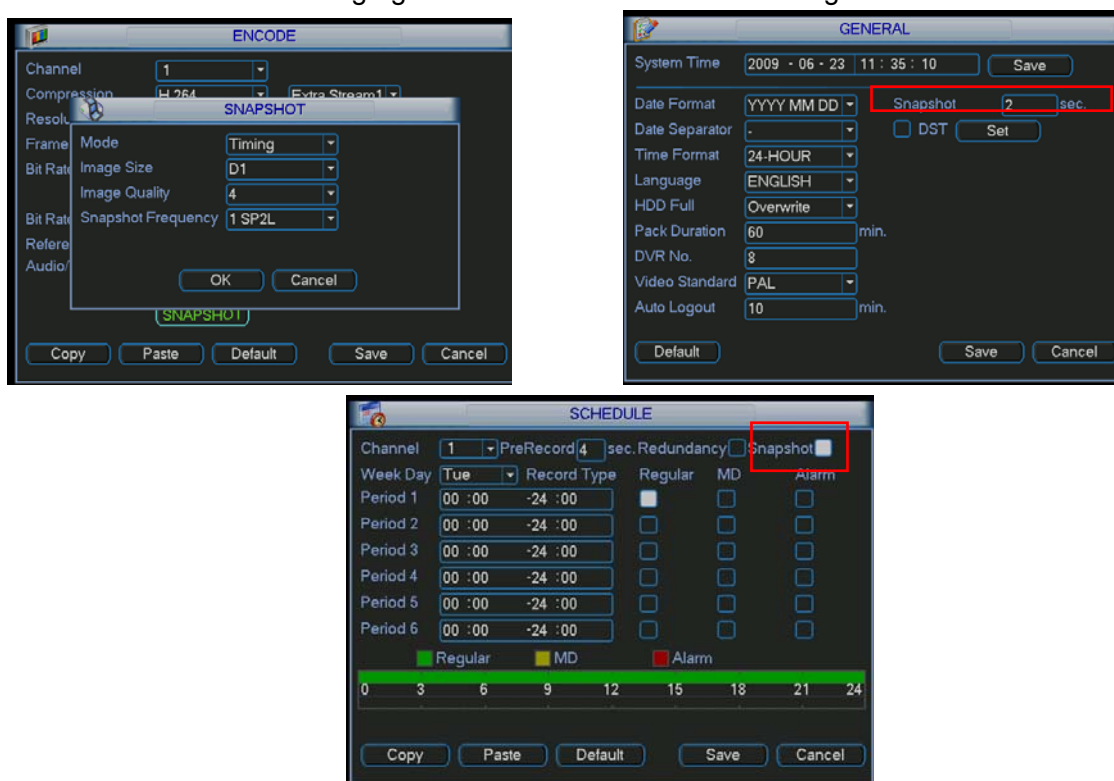 ENCODE
Channel 1
Compression H.264 Extra Stream1
SNAPSHOT
Mode Timing
Image Size D1
Bit Rate
Image Quality 4
Bit Rate
Snapshot Frequency 1 SP2L
Audio/
OK Cancel
SNAPSHOT
Copy Paste Default Save Cancel
GENERAL
System Time 2009 - 06 - 23 11 : 35 : 10 Save
Date Format YYYY MM DD Snapshot 2 sec.
Date Separator - DST Set
Time Format 24-HOUR
Language ENGLISH
HDD Full Overwrite
Pack Duration 60 min.
DVR No. 8
Video Standard PAL
Auto Logout 10 min.
Default Save Cancel
SCHEDULE
Channel 1 PreRecord 4 sec. Redundancy Snapshot
Week Day Tue Record Type Regular MD Alarm
Period 1 00 :00 -24 :00
Period 2 00 :00 -24 :00
Period 3 00 :00 -24 :00
Period 4 00 :00 -24 :00
Period 5 00 :00 -24 :00
Period 6 00 :00 -24 :00
Regular MD Alarm
0 3 6 9 12 15 18 21 24
Copy Paste Default Save Cancel